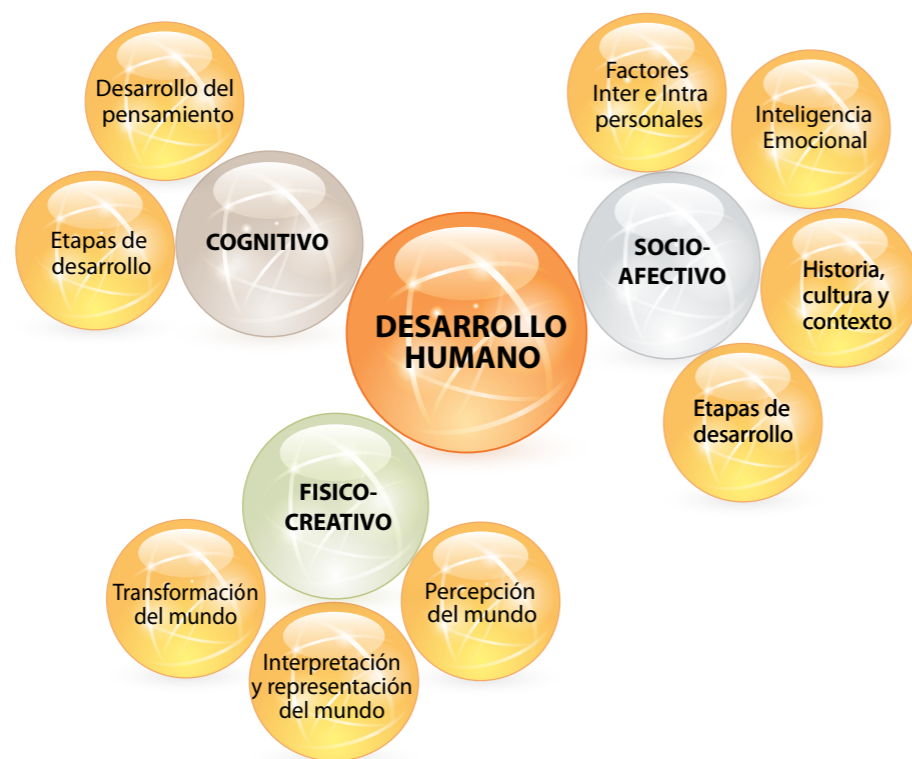 Desarrollo del
pensamiento
Etapas de
desarrollo
COGNITIVO
Factores
Inter e Intra
personales
Inteligencia
Emocional
SOCIO-
AFECTIVO
Historia,
cultura y
contexto
Etapas de
desarrollo
DESARROLLO
HUMANO
FISICO-
CREATIVO
Transformación
del mundo
Interpretación
y representación
del mundo
Percepción
del mundo